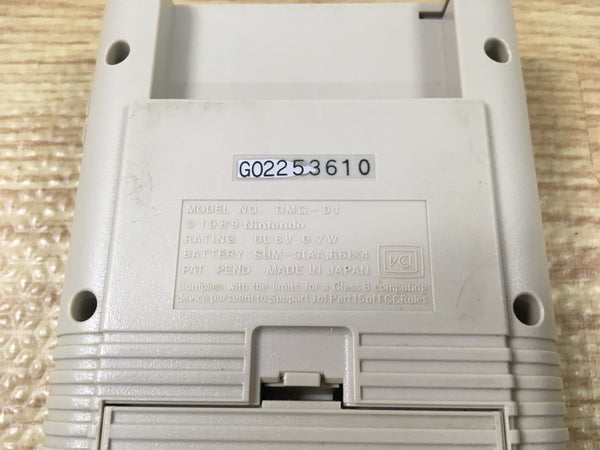 G02253610
MODEL NO. DMG-01
© 1989 Nintendo
RATING: DC6V 0.7W
BATTERY: SUM-3(AA,R6)X4
PAT. PEND. MADE IN JAPAN
Complies with the limits for a Class B computing
device pursuant to Subpart J of Part 15 of FCC Rules